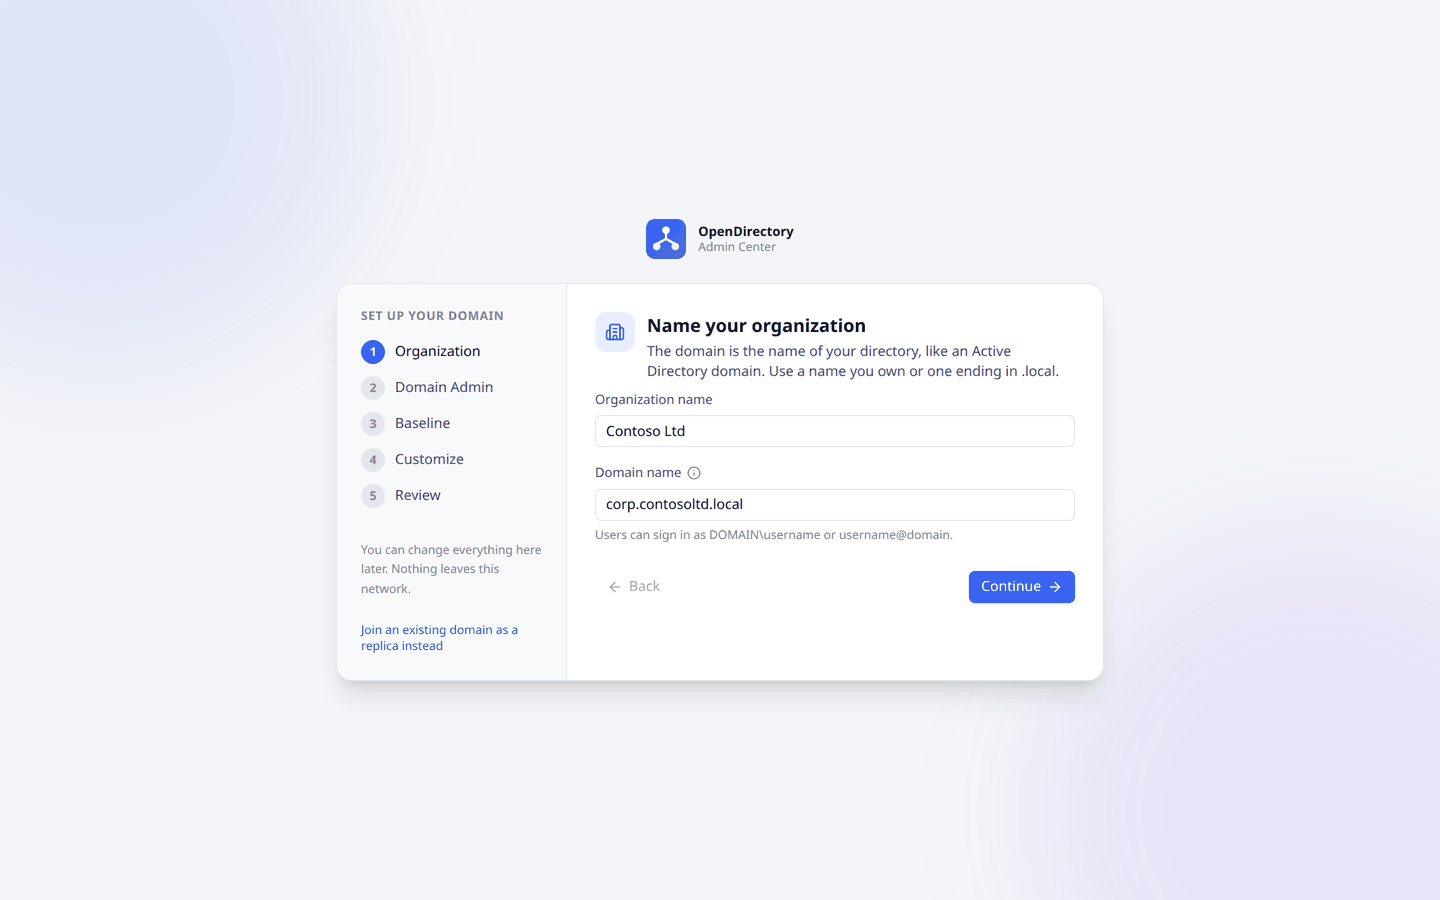 OpenDirectory
Admin Center
SET UP YOUR DOMAIN
1 Organization
2 Domain Admin
3 Baseline
4 Customize
5 Review
You can change everything here
later. Nothing leaves this
network.
Join an existing domain as a
replica instead
Name your organization
The domain is the name of your directory, like an Active
Directory domain. Use a name you own or one ending in .local.
Organization name
Contoso Ltd
Domain name
corp.contosoltd.local
Users can sign in as DOMAIN\username or username@domain.
Back
Continue